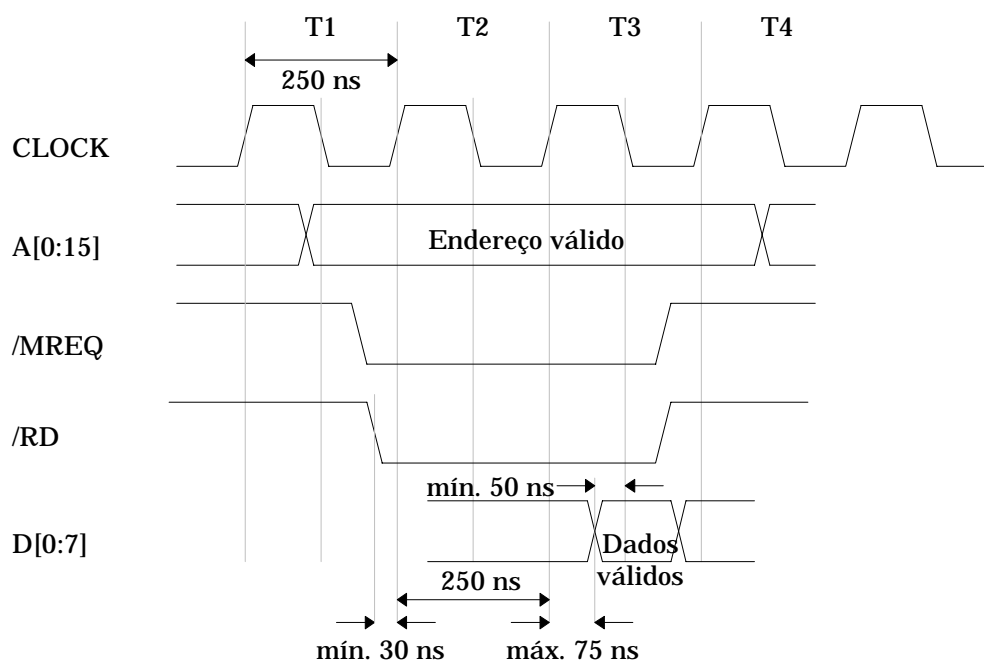 T1 T2 T3 T4
250 ns
CLOCK
A[0:15]
Endereço válido
/MREQ
/RD
mín. 50 ns
D[0:7]
Dados
válidos
250 ns
mín. 30 ns
máx. 75 ns